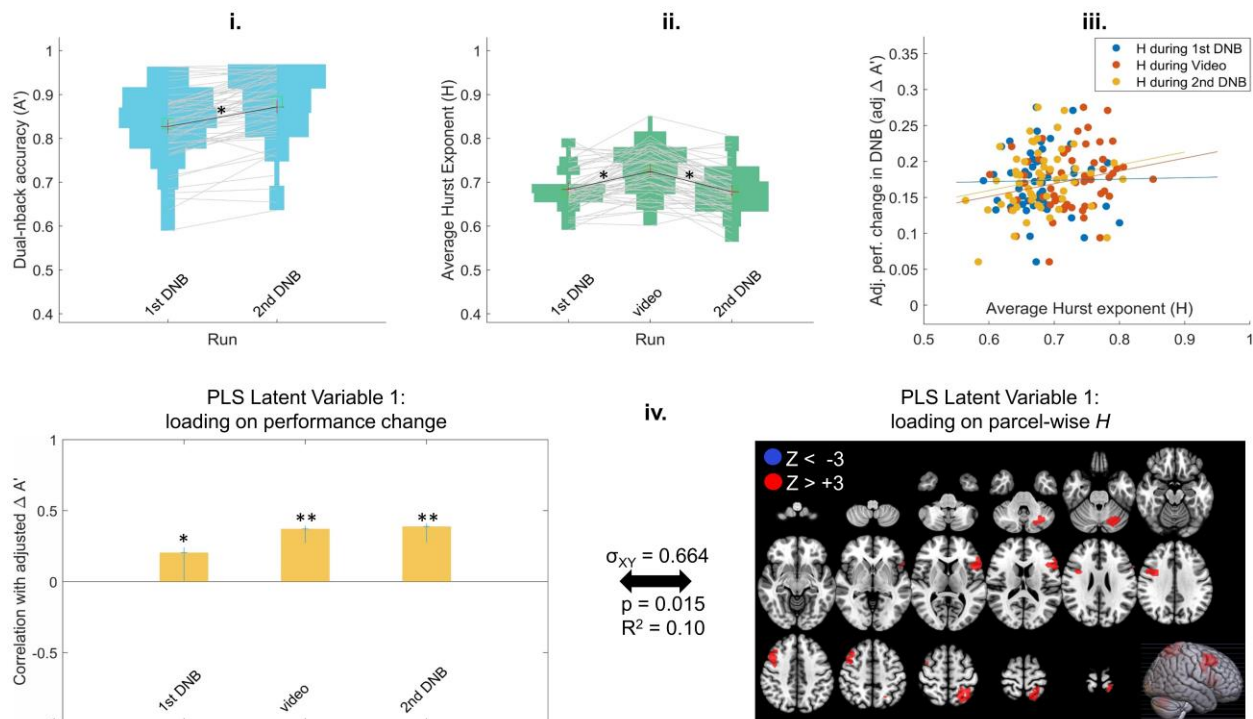 i.
1
0.9
0.8
0.7
0.6
0.5
0.4
Dual-nback accuracy (A')
*
1st DNB
2nd DNB
Run
ii.
1
0.9
0.8
0.7
0.6
0.5
0.4
Average Hurst Exponent (H)
*
*
1st DNB
video
2nd DNB
Run
iii.
H during 1st DNB
H during Video
H during 2nd DNB
0.35
0.3
0.25
0.2
0.15
0.1
0.05
0
Adj. perf. change in DNB (adj Δ A')
Average Hurst exponent (H)
0.5 0.6 0.7 0.8 0.9 1
PLS Latent Variable 1:
loading on performance change
1
0.5
0
-0.5
Correlation with adjusted Δ A'
*
**
**
1st DNB
video
2nd DNB
iv.
σXY = 0.664
p = 0.015
R² = 0.10
PLS Latent Variable 1:
loading on parcel-wise H
Z < -3
Z > +3